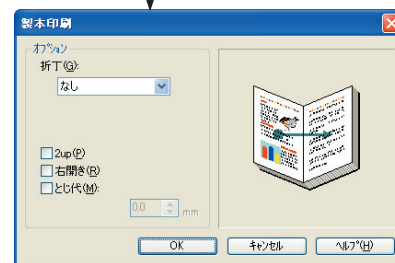 製本印刷
オプション
折丁(G):
なし
2up(P)
右開き(R)
とじ代(M):
0.0
mm
OK
キャンセル
ヘルプ(H)